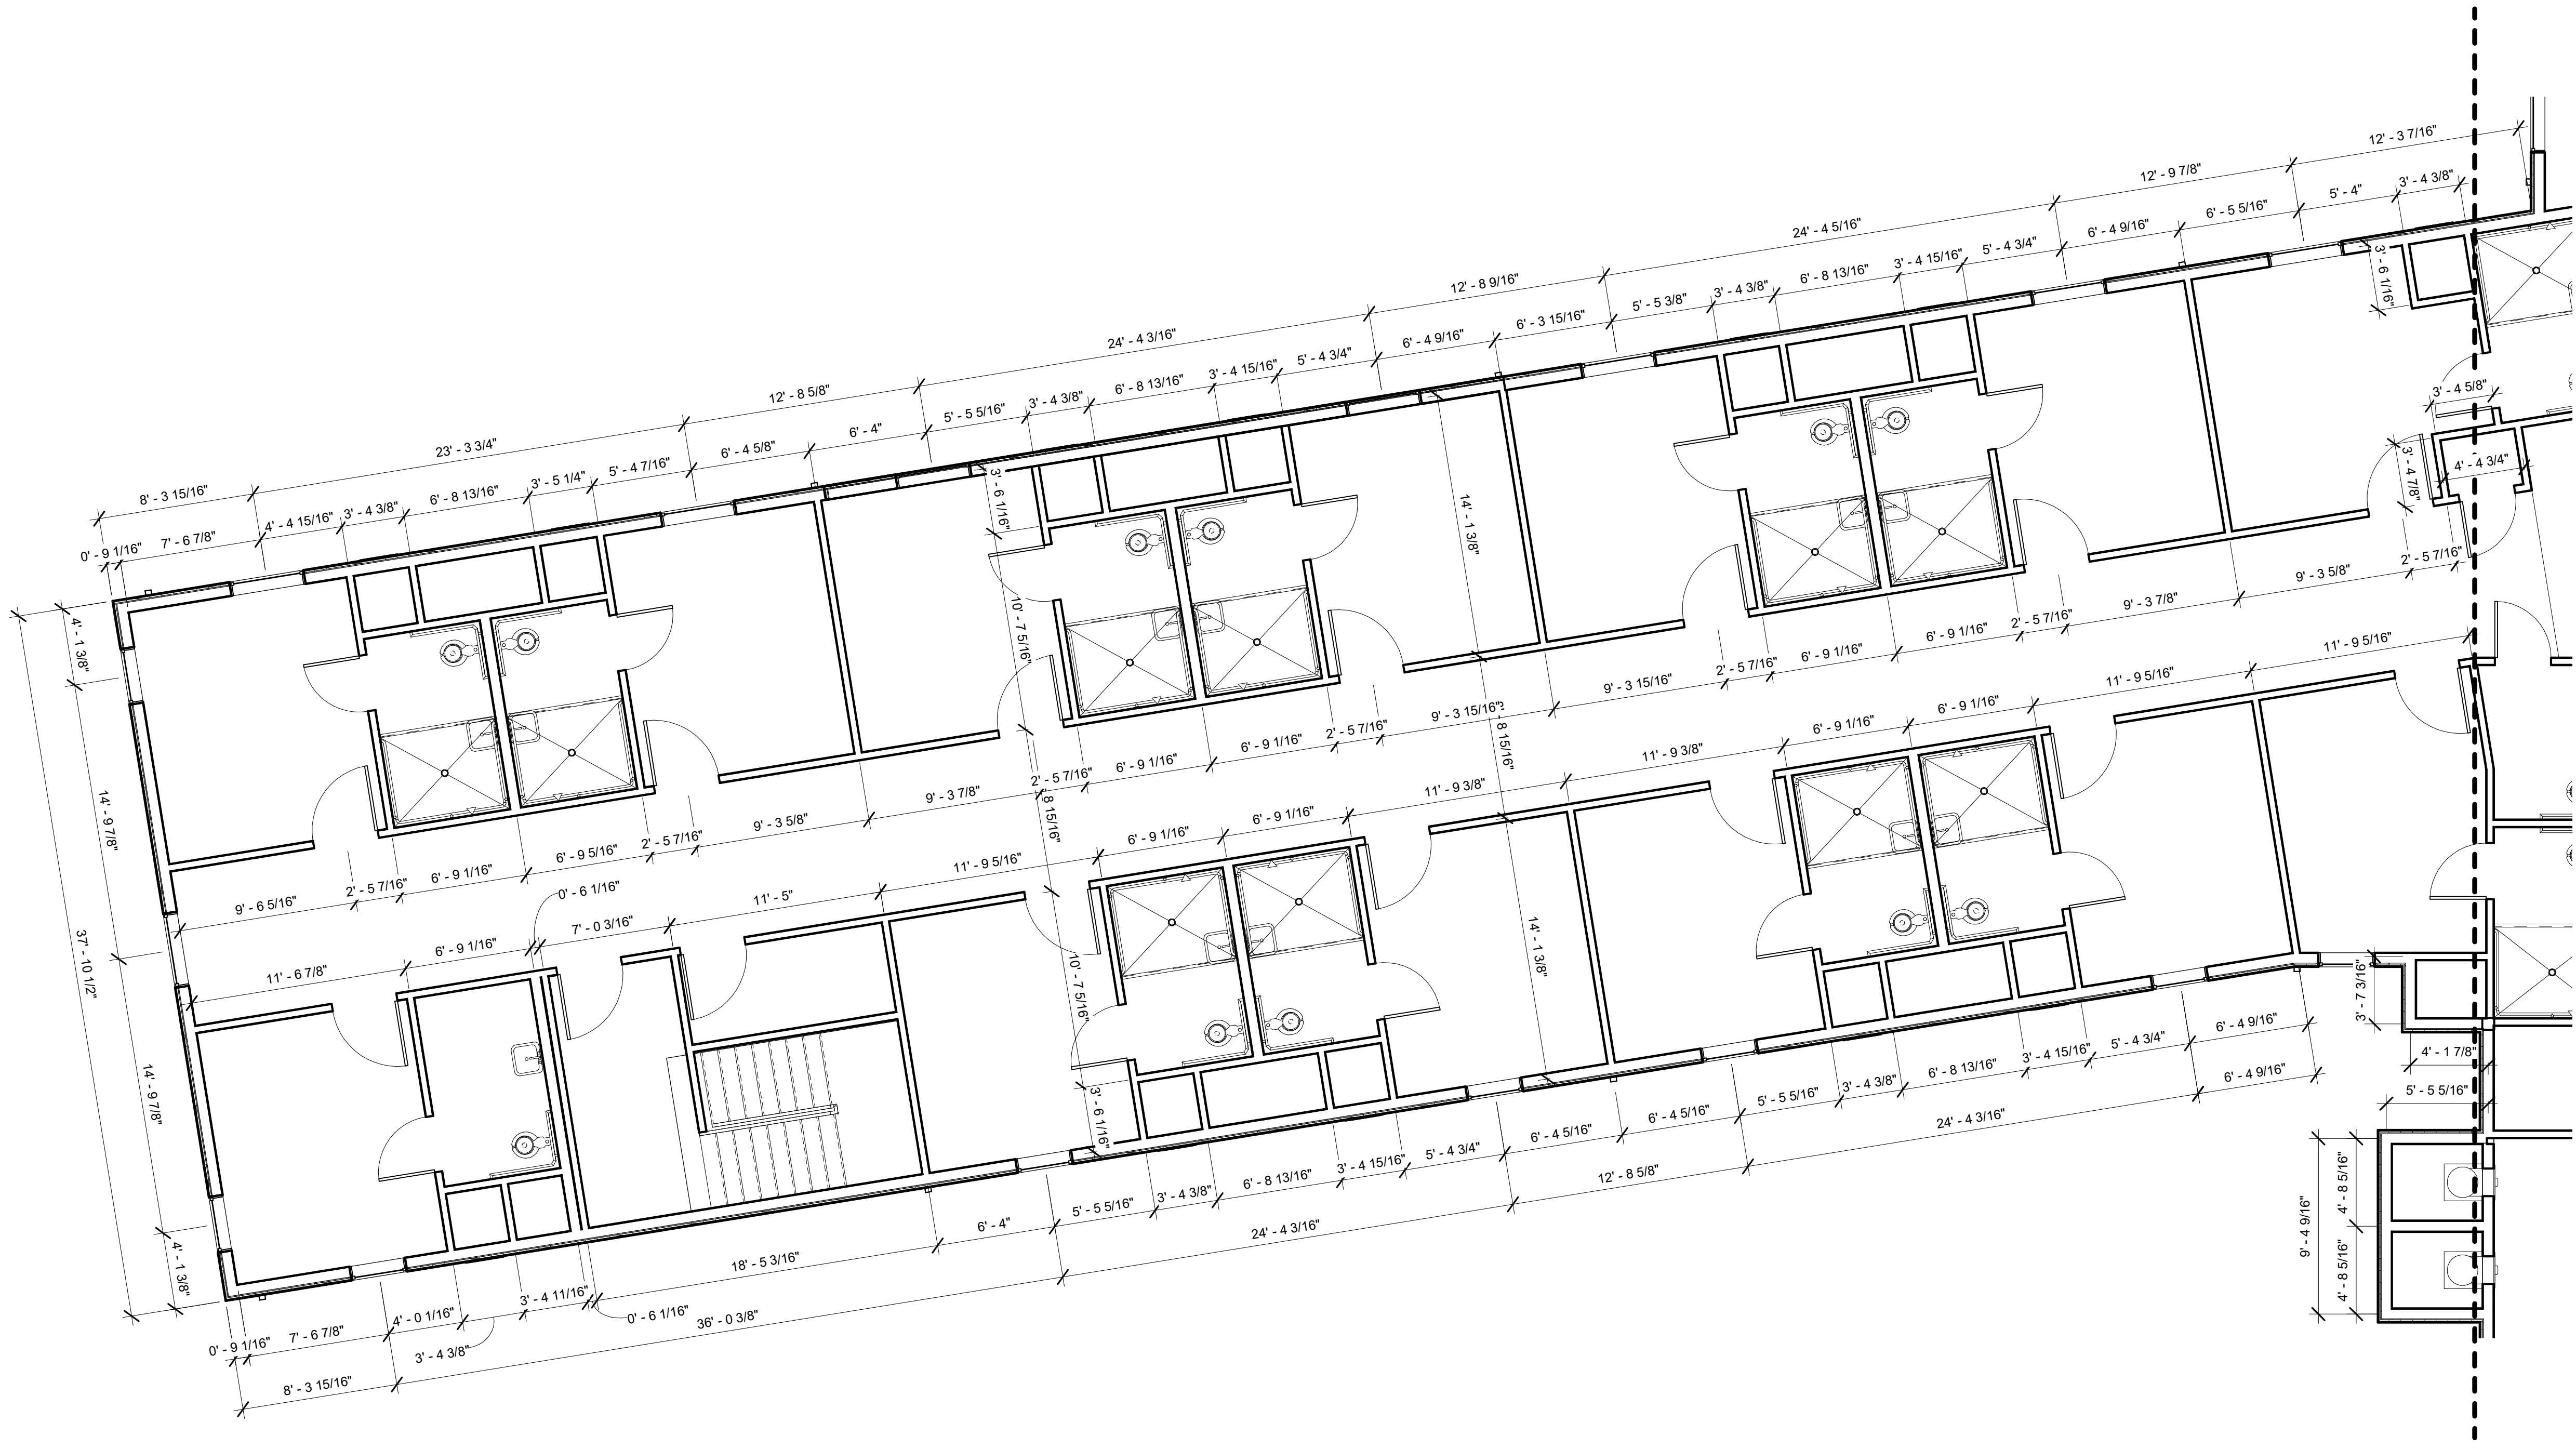 12' - 3 7/16"
12' - 9 7/8"
24' - 4 5/16"
12' - 8 9/16"
24' - 4 3/16"
12' - 8 5/8"
23' - 3 3/4"
8' - 3 15/16"
3' - 4 3/8"
5' - 4"
6' - 5 5/16"
6' - 4 9/16"
5' - 4 3/4"
3' - 4 15/16"
6' - 8 13/16"
3' - 4 3/8"
5' - 5 3/8"
6' - 3 15/16"
6' - 4 9/16"
5' - 4 3/4"
3' - 4 15/16"
6' - 8 13/16"
3' - 4 3/8"
5' - 5 5/16"
6' - 4"
6' - 4 5/8"
5' - 4 7/16"
3' - 5 1/4"
6' - 8 13/16"
3' - 4 3/8"
4' - 4 15/16"
7' - 6 7/8"
0' - 9 1/16"
3' - 6 1/16"
3' - 6 1/16"
3' - 4 5/8"
4' - 4 3/4"
3' - 4 7/8"
14' - 1 3/8"
10' - 7 5/16"
4' - 1 3/8"
14' - 9 7/8"
37' - 10 1/2"
14' - 9 7/8"
4' - 1 3/8"
2' - 5 7/16"
9' - 3 5/8"
9' - 3 7/8"
2' - 5 7/16"
6' - 9 1/16"
6' - 9 1/16"
2' - 5 7/16"
9' - 3 15/16"
9' - 3 15/16"
8 15/16"
2' - 5 7/16"
6' - 9 1/16"
6' - 9 1/16"
2' - 5 7/16"
8 15/16"
9' - 3 7/8"
9' - 3 5/8"
2' - 5 7/16"
6' - 9 5/16"
6' - 9 1/16"
2' - 5 7/16"
9' - 6 5/16"
11' - 9 5/16"
11' - 9 5/16"
6' - 9 1/16"
6' - 9 1/16"
11' - 9 3/8"
11' - 9 3/8"
6' - 9 1/16"
6' - 9 1/16"
11' - 9 5/16"
11' - 5"
7' - 0 3/16"
0' - 6 1/16"
6' - 9 1/16"
11' - 6 7/8"
10' - 7 5/16"
14' - 1 3/8"
3' - 6 1/16"
3' - 7 3/16"
4' - 1 7/8"
5' - 5 5/16"
9' - 4 9/16"
4' - 8 5/16"
4' - 8 5/16"
6' - 4 9/16"
5' - 4 3/4"
3' - 4 15/16"
6' - 8 13/16"
3' - 4 3/8"
5' - 5 5/16"
6' - 4 5/16"
6' - 4 5/16"
5' - 4 3/4"
3' - 4 15/16"
6' - 8 13/16"
3' - 4 3/8"
5' - 5 5/16"
6' - 4"
18' - 5 3/16"
0' - 6 1/16"
3' - 4 11/16"
3' - 4 3/8"
4' - 0 1/16"
7' - 6 7/8"
0' - 9 1/16"
6' - 4 9/16"
24' - 4 3/16"
12' - 8 5/8"
24' - 4 3/16"
36' - 0 3/8"
8' - 3 15/16"